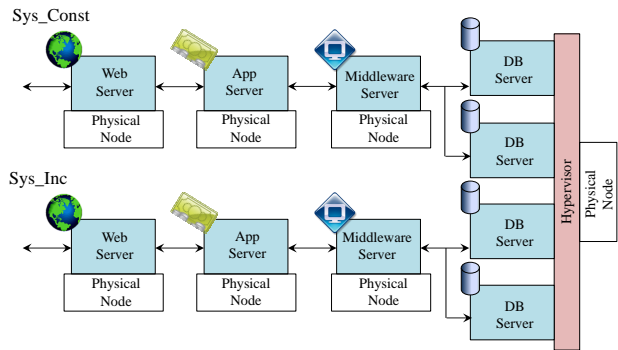 Sys_Const
Web
Server
Physical
Node
App
Server
Physical
Node
Middleware
Server
Physical
Node
DB
Server
DB
Server
Sys_Inc
Web
Server
Physical
Node
App
Server
Physical
Node
Middleware
Server
Physical
Node
DB
Server
DB
Server
Hypervisor
Physical
Node